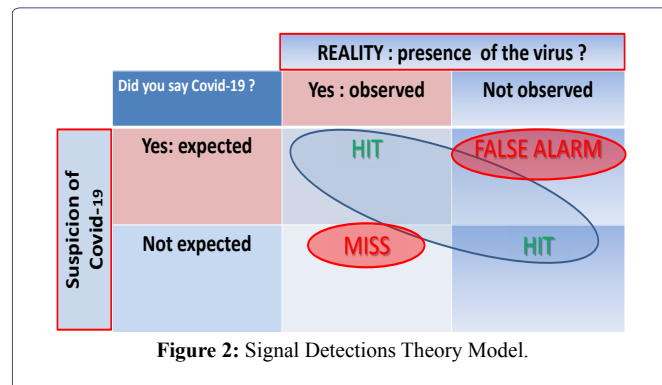 REALITY : presence of the virus ?
Did you say Covid-19 ?
Yes : observed
Not observed
Suspicion of
Covid-19
Yes: expected
HIT
FALSE ALARM
Not expected
MISS
HIT
Figure 2: Signal Detections Theory Model.